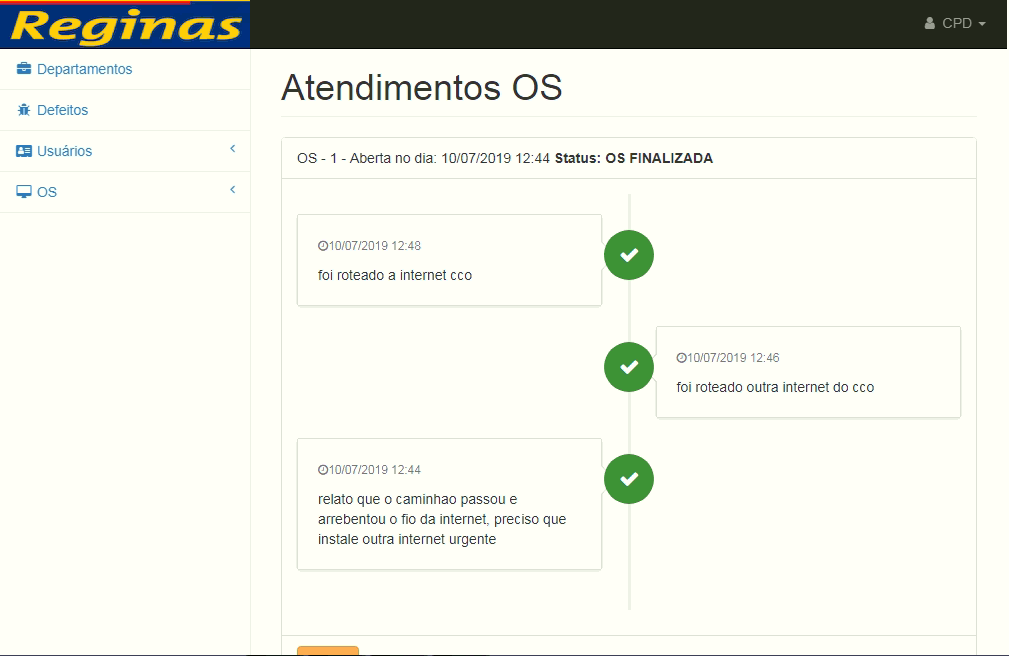 Reginas
CPD
Departamentos
Defeitos
Usuários
OS
Atendimentos OS
OS - 1 - Aberta no dia: 10/07/2019 12:44 Status: OS FINALIZADA
10/07/2019 12:48
foi roteado a internet cco
10/07/2019 12:46
foi roteado outra internet do cco
10/07/2019 12:44
relato que o caminhao passou e
arrebentou o fio da internet, preciso que
instale outra internet urgente